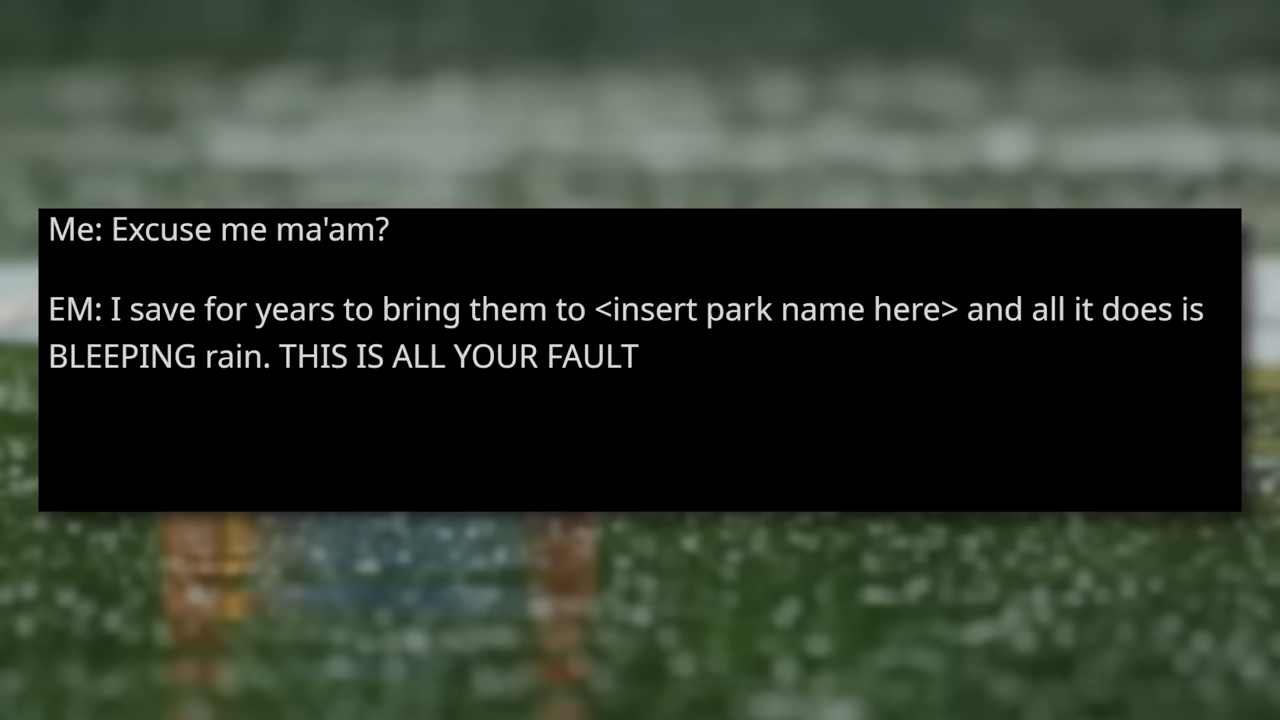 Me: Excuse me ma'am?
EM: I save for years to bring them to <insert park name here> and all it does is
BLEEPING rain. THIS IS ALL YOUR FAULT